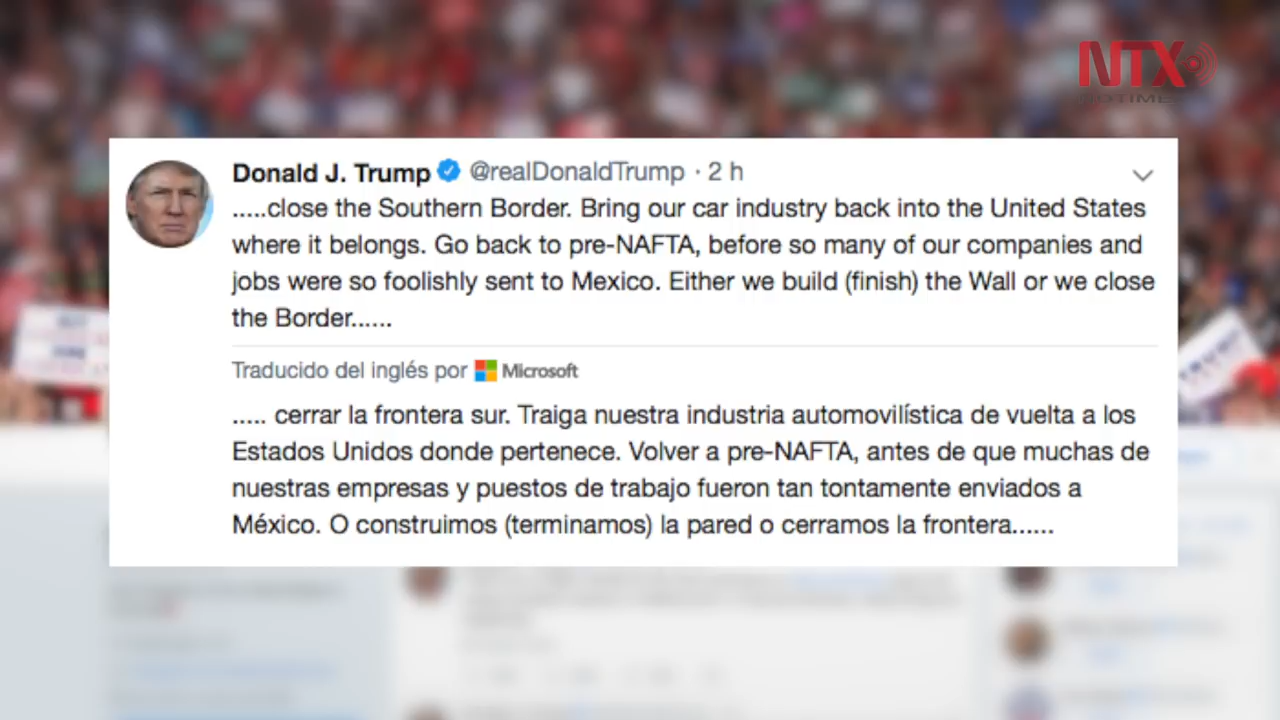 NTX
Donald J. Trump @realDonaldTrump · 2 h
.....close the Southern Border. Bring our car industry back into the United States
where it belongs. Go back to pre-NAFTA, before so many of our companies and
jobs were so foolishly sent to Mexico. Either we build (finish) the Wall or we close
the Border......
Traducido del inglés por Microsoft
..... cerrar la frontera sur. Traiga nuestra industria automovilística de vuelta a los
Estados Unidos donde pertenece. Volver a pre-NAFTA, antes de que muchas de
nuestras empresas y puestos de trabajo fueron tan tontamente enviados a
México. O construimos (terminamos) la pared o cerramos la frontera......